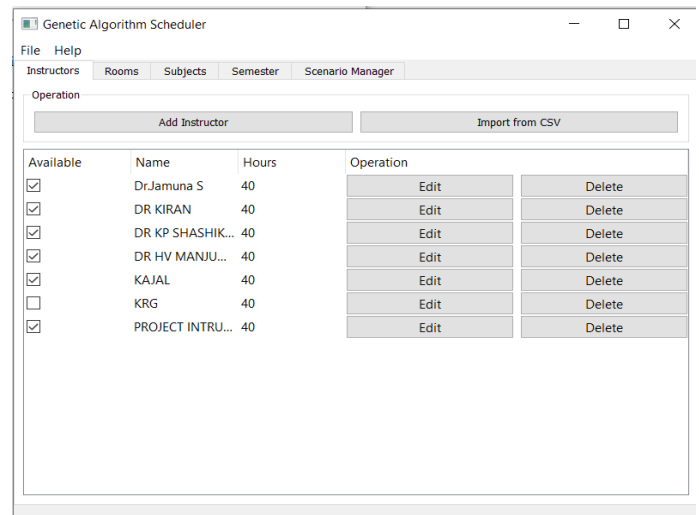 Genetic Algorithm Scheduler
File Help
Instructors Rooms Subjects Semester Scenario Manager
Operation
Add Instructor Import from CSV
Available Name Hours Operation
Dr.Jamuna S 40 Edit Delete
DR KIRAN 40 Edit Delete
DR KP SHASHIK... 40 Edit Delete
DR HV MANJU... 40 Edit Delete
KAJAL 40 Edit Delete
KRG 40 Edit Delete
PROJECT INTRU... 40 Edit Delete